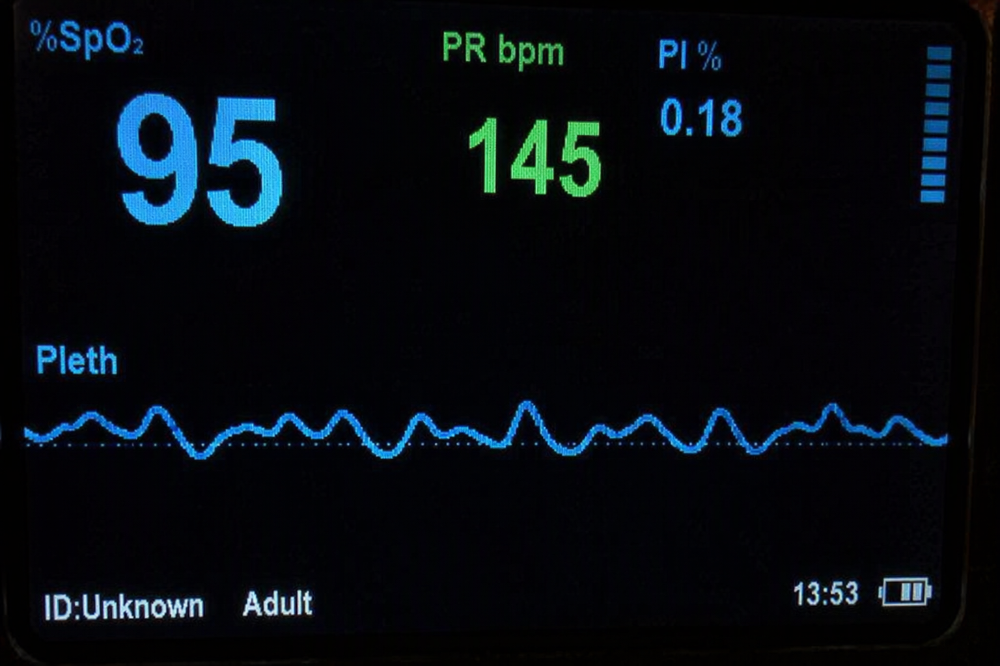 %SpO₂
PR bpm
PI %
95
145
0.18
Pleth
ID:Unknown Adult
13:53